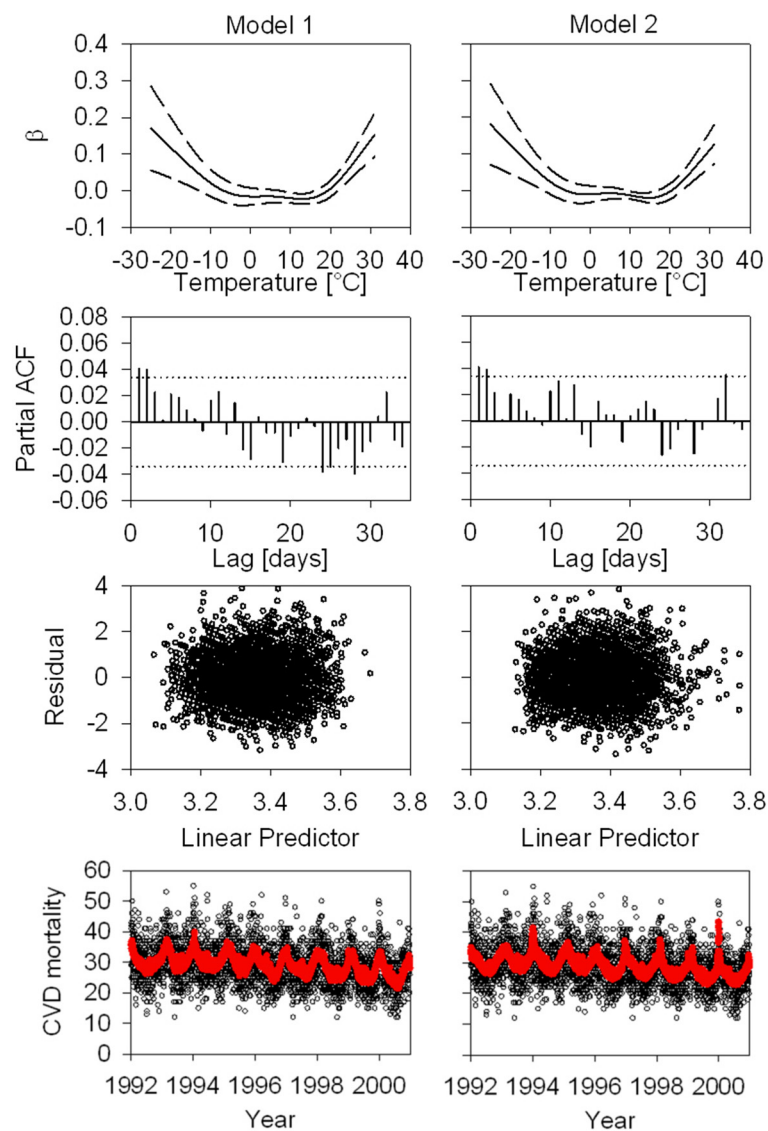 Model 1 Model 2
0.4
0.3
0.2
0.1
0.0
-0.1
β
-30 -20 -10 0 10 20 30 40 -30 -20 -10 0 10 20 30 40
Temperature [°C] Temperature [°C]
0.08
0.06
0.04
0.02
0.00
-0.02
-0.04
-0.06
Partial ACF
0 10 20 30 0 10 20 30
Lag [days] Lag [days]
4
2
0
-2
-4
Residual
3.0 3.2 3.4 3.6 3.8 3.0 3.2 3.4 3.6 3.8
Linear Predictor Linear Predictor
60
50
40
30
20
10
0
CVD mortality
1992 1994 1996 1998 2000 1992 1994 1996 1998 2000
Year Year